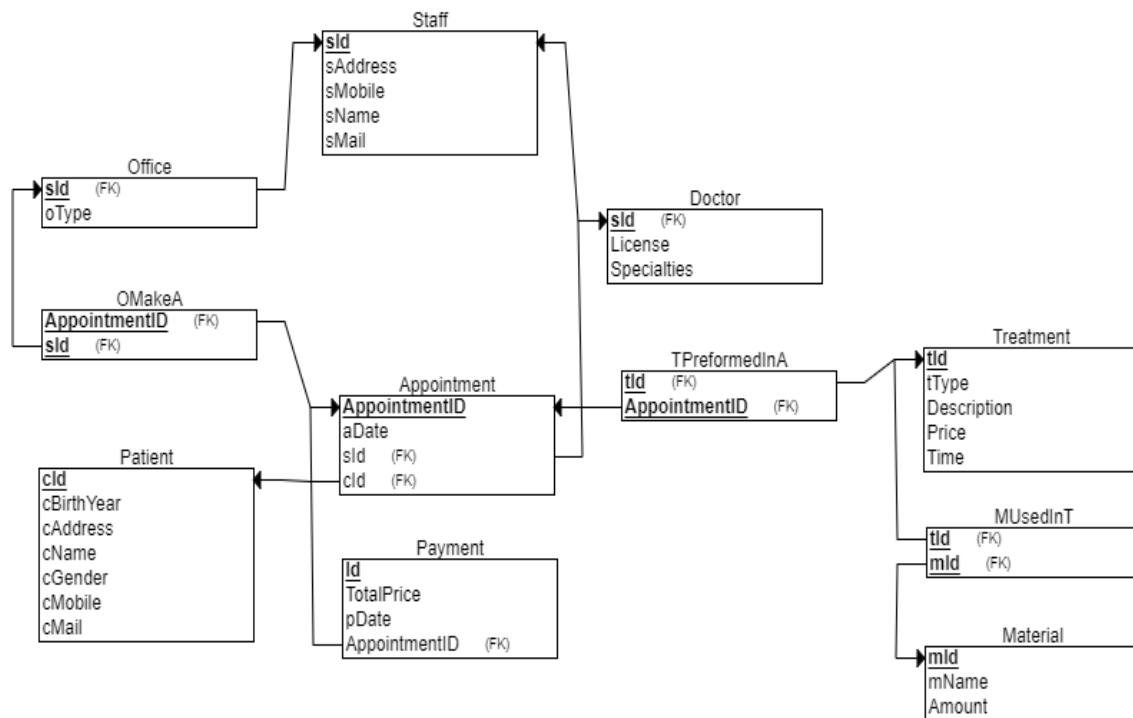 Staff
sId
sAddress
sMobile
sName
sMail
Office
sId (FK)
oType
Doctor
sId (FK)
License
Specialties
OMakeA
AppointmentID (FK)
sId (FK)
Treatment
tId
tType
Description
Price
Time
TPreformedInA
tId (FK)
AppointmentID (FK)
Appointment
AppointmentID
aDate
sId (FK)
cId (FK)
Patient
cId
cBirthYear
cAddress
cName
cGender
cMobile
cMail
MUsedInT
tId (FK)
mId (FK)
Payment
Id
TotalPrice
pDate
AppointmentID (FK)
Material
mId
mName
Amount